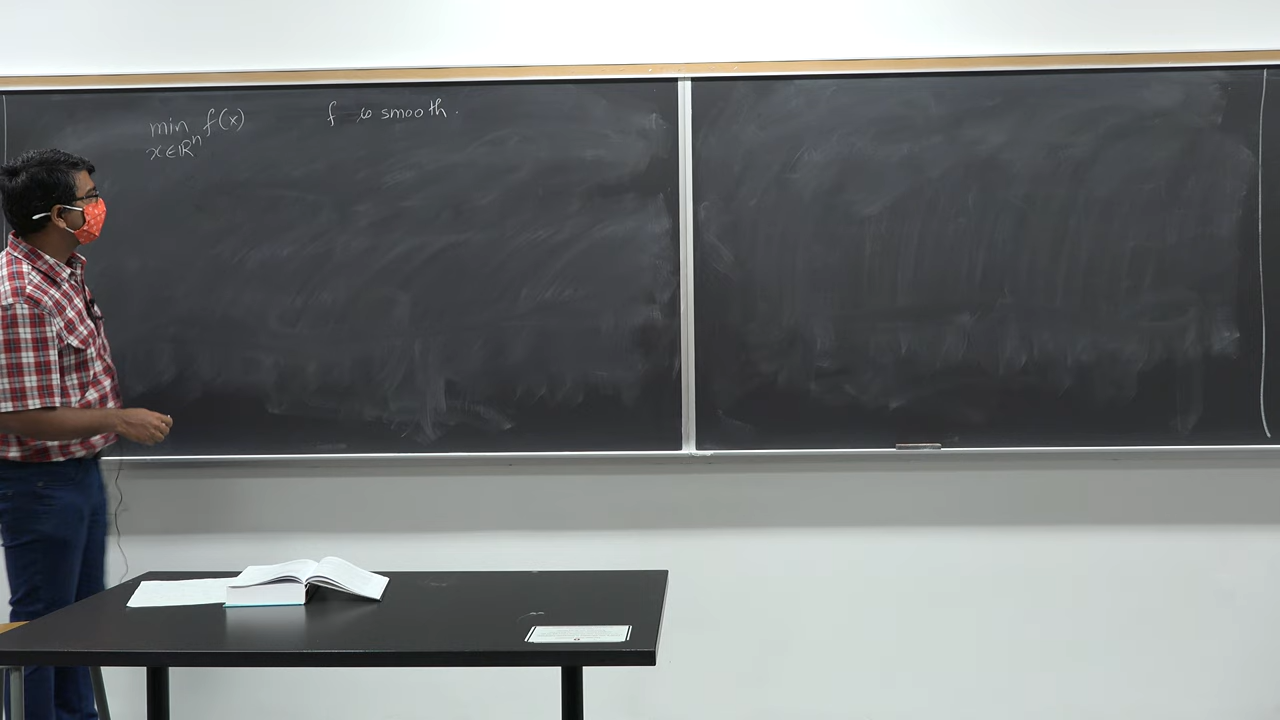 min f(x) f is smooth.
x∈ℝⁿ